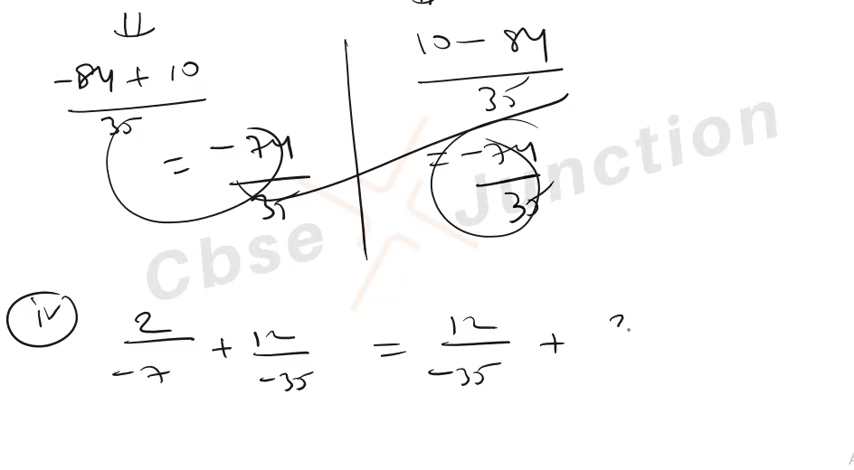 -84 + 10 / 35 = -74 / 35
10 - 84 / 35 = -74 / 35
Cbse Junction
iv 2/-7 + 12/-35 = 12/-35 + 2